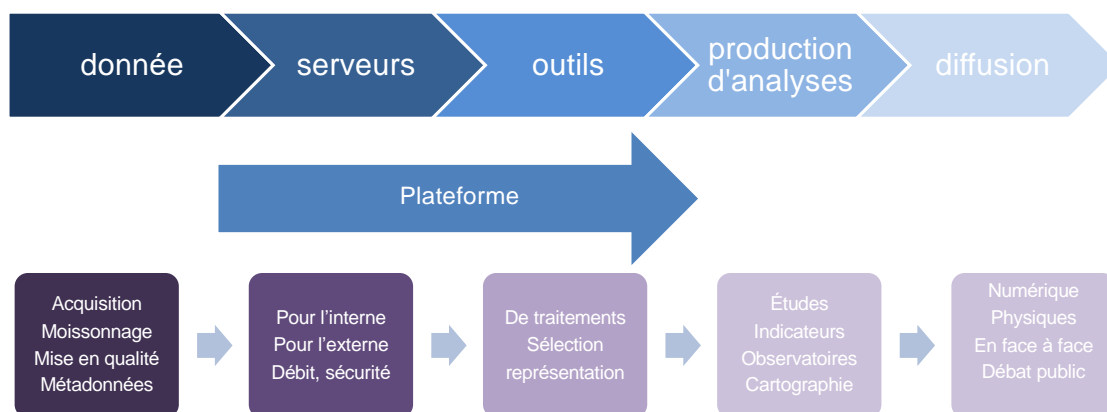 donnée
serveurs
outils
production
d'analyses
diffusion
Plateforme
Acquisition
Moissonnage
Mise en qualité
Métadonnées
Pour l’interne
Pour l’externe
Débit, sécurité
De traitements
Sélection
représentation
Études
Indicateurs
Observatoires
Cartographie
Numérique
Physiques
En face à face
Débat public